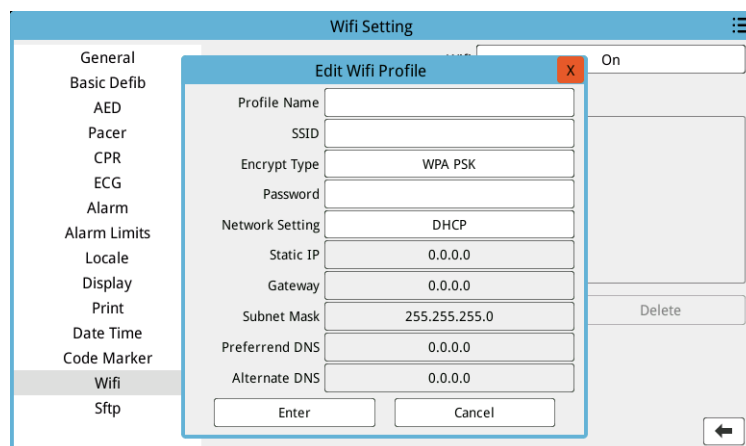 Wifi Setting
General
Basic Defib
AED
Pacer
CPR
ECG
Alarm
Alarm Limits
Locale
Display
Print
Date Time
Code Marker
Wifi
Sftp
On
Edit Wifi Profile
X
Profile Name
SSID
Encrypt Type WPA PSK
Password
Network Setting DHCP
Static IP 0.0.0.0
Gateway 0.0.0.0
Subnet Mask 255.255.255.0
Preferrend DNS 0.0.0.0
Alternate DNS 0.0.0.0
Enter Cancel
Delete